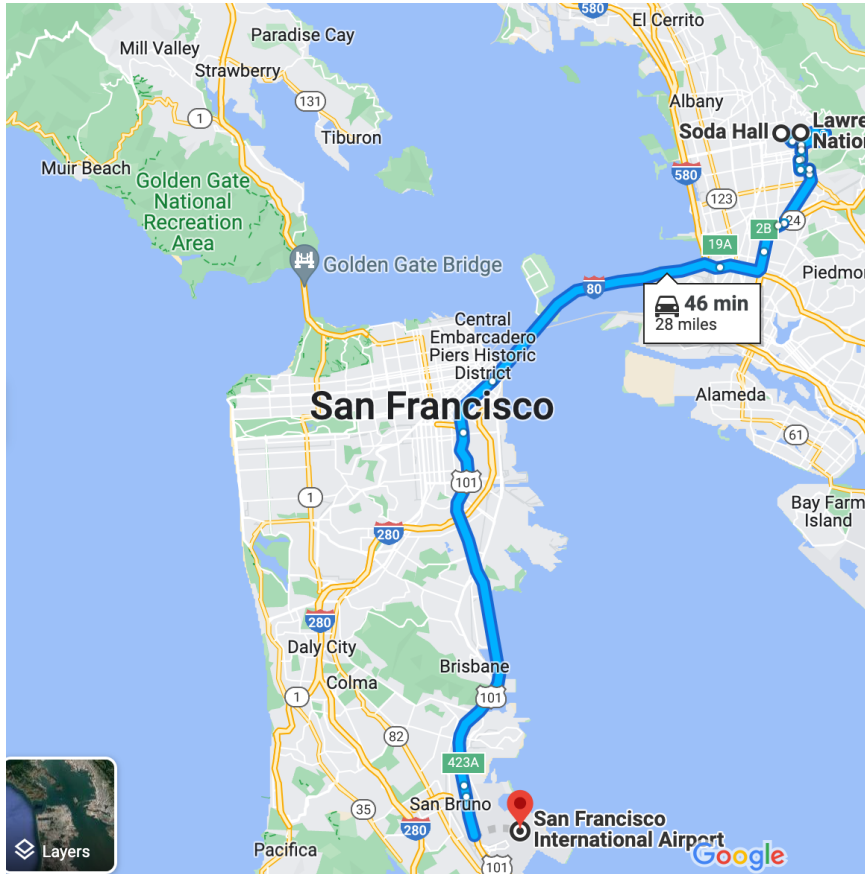 580
El Cerrito
Paradise Cay
Mill Valley
Strawberry
131
1
Albany
Tiburon
Soda Hall
Lawre
Nation
Muir Beach
580
Golden Gate
National
Recreation
Area
123
24
2B
19A
Golden Gate Bridge
Piedmon
80
46 min
28 miles
Central
Embarcadero
Piers Historic
District
San Francisco
Alameda
61
101
1
Bay Farm
Island
280
280
Daly City
Brisbane
Colma
1
101
82
423A
San Bruno
35
San Francisco
International Airport
280
Pacifica
101
Layers
Google